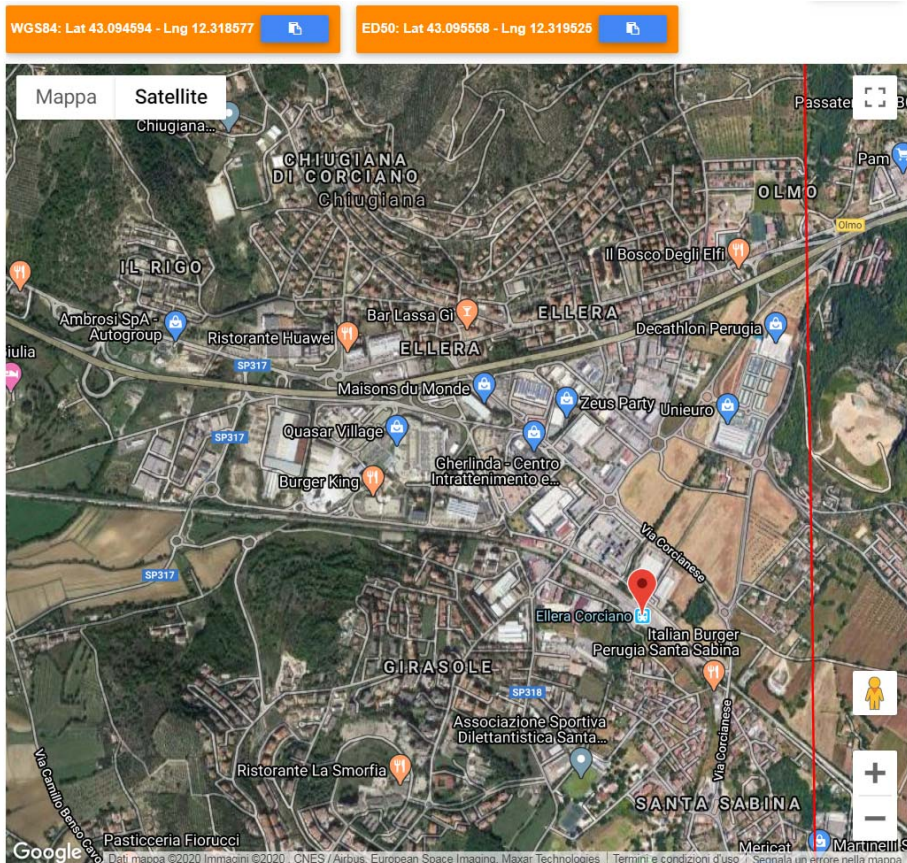 WGS84: Lat 43.094594 - Lng 12.318577
ED50: Lat 43.095558 - Lng 12.319525
Mappa
Satellite
Chiugiana...
Passate
B
CHIUGIANA
DI CORCIANO
Chiugiana
Pam
OLMO
Olmo
IL RIGO
Il Bosco Degli Elfi
Ambrosi SpA -
Autogroup
Bar Lassa Gi
ELLERA
Decathlon Perugia
Ristorante Huawei
ELLERA
iulia
SP317
Maisons du Monde
Zeus Party
Unieuro
SP317
Quasar Village
Gherlinda - Centro
Intrattenimento e...
Burger King
Via Corcianese
SP317
Ellera Corciano
Italian Burger
Perugia Santa Sabina
GIRASOLE
SP318
Associazione Sportiva
Dilettantistica Santa...
Via Corcianese
Ristorante La Smorfia
Via Camillo Benso Cavo
SANTA SABINA
Pasticceria Fiorucci
Mericat
Martinelli S
Google
Dati mappa ©2020 Immagini ©2020 , CNES / Airbus, European Space Imaging, Maxar Technologies
Termini e condizioni d'uso
Segnala un errore nella mappa